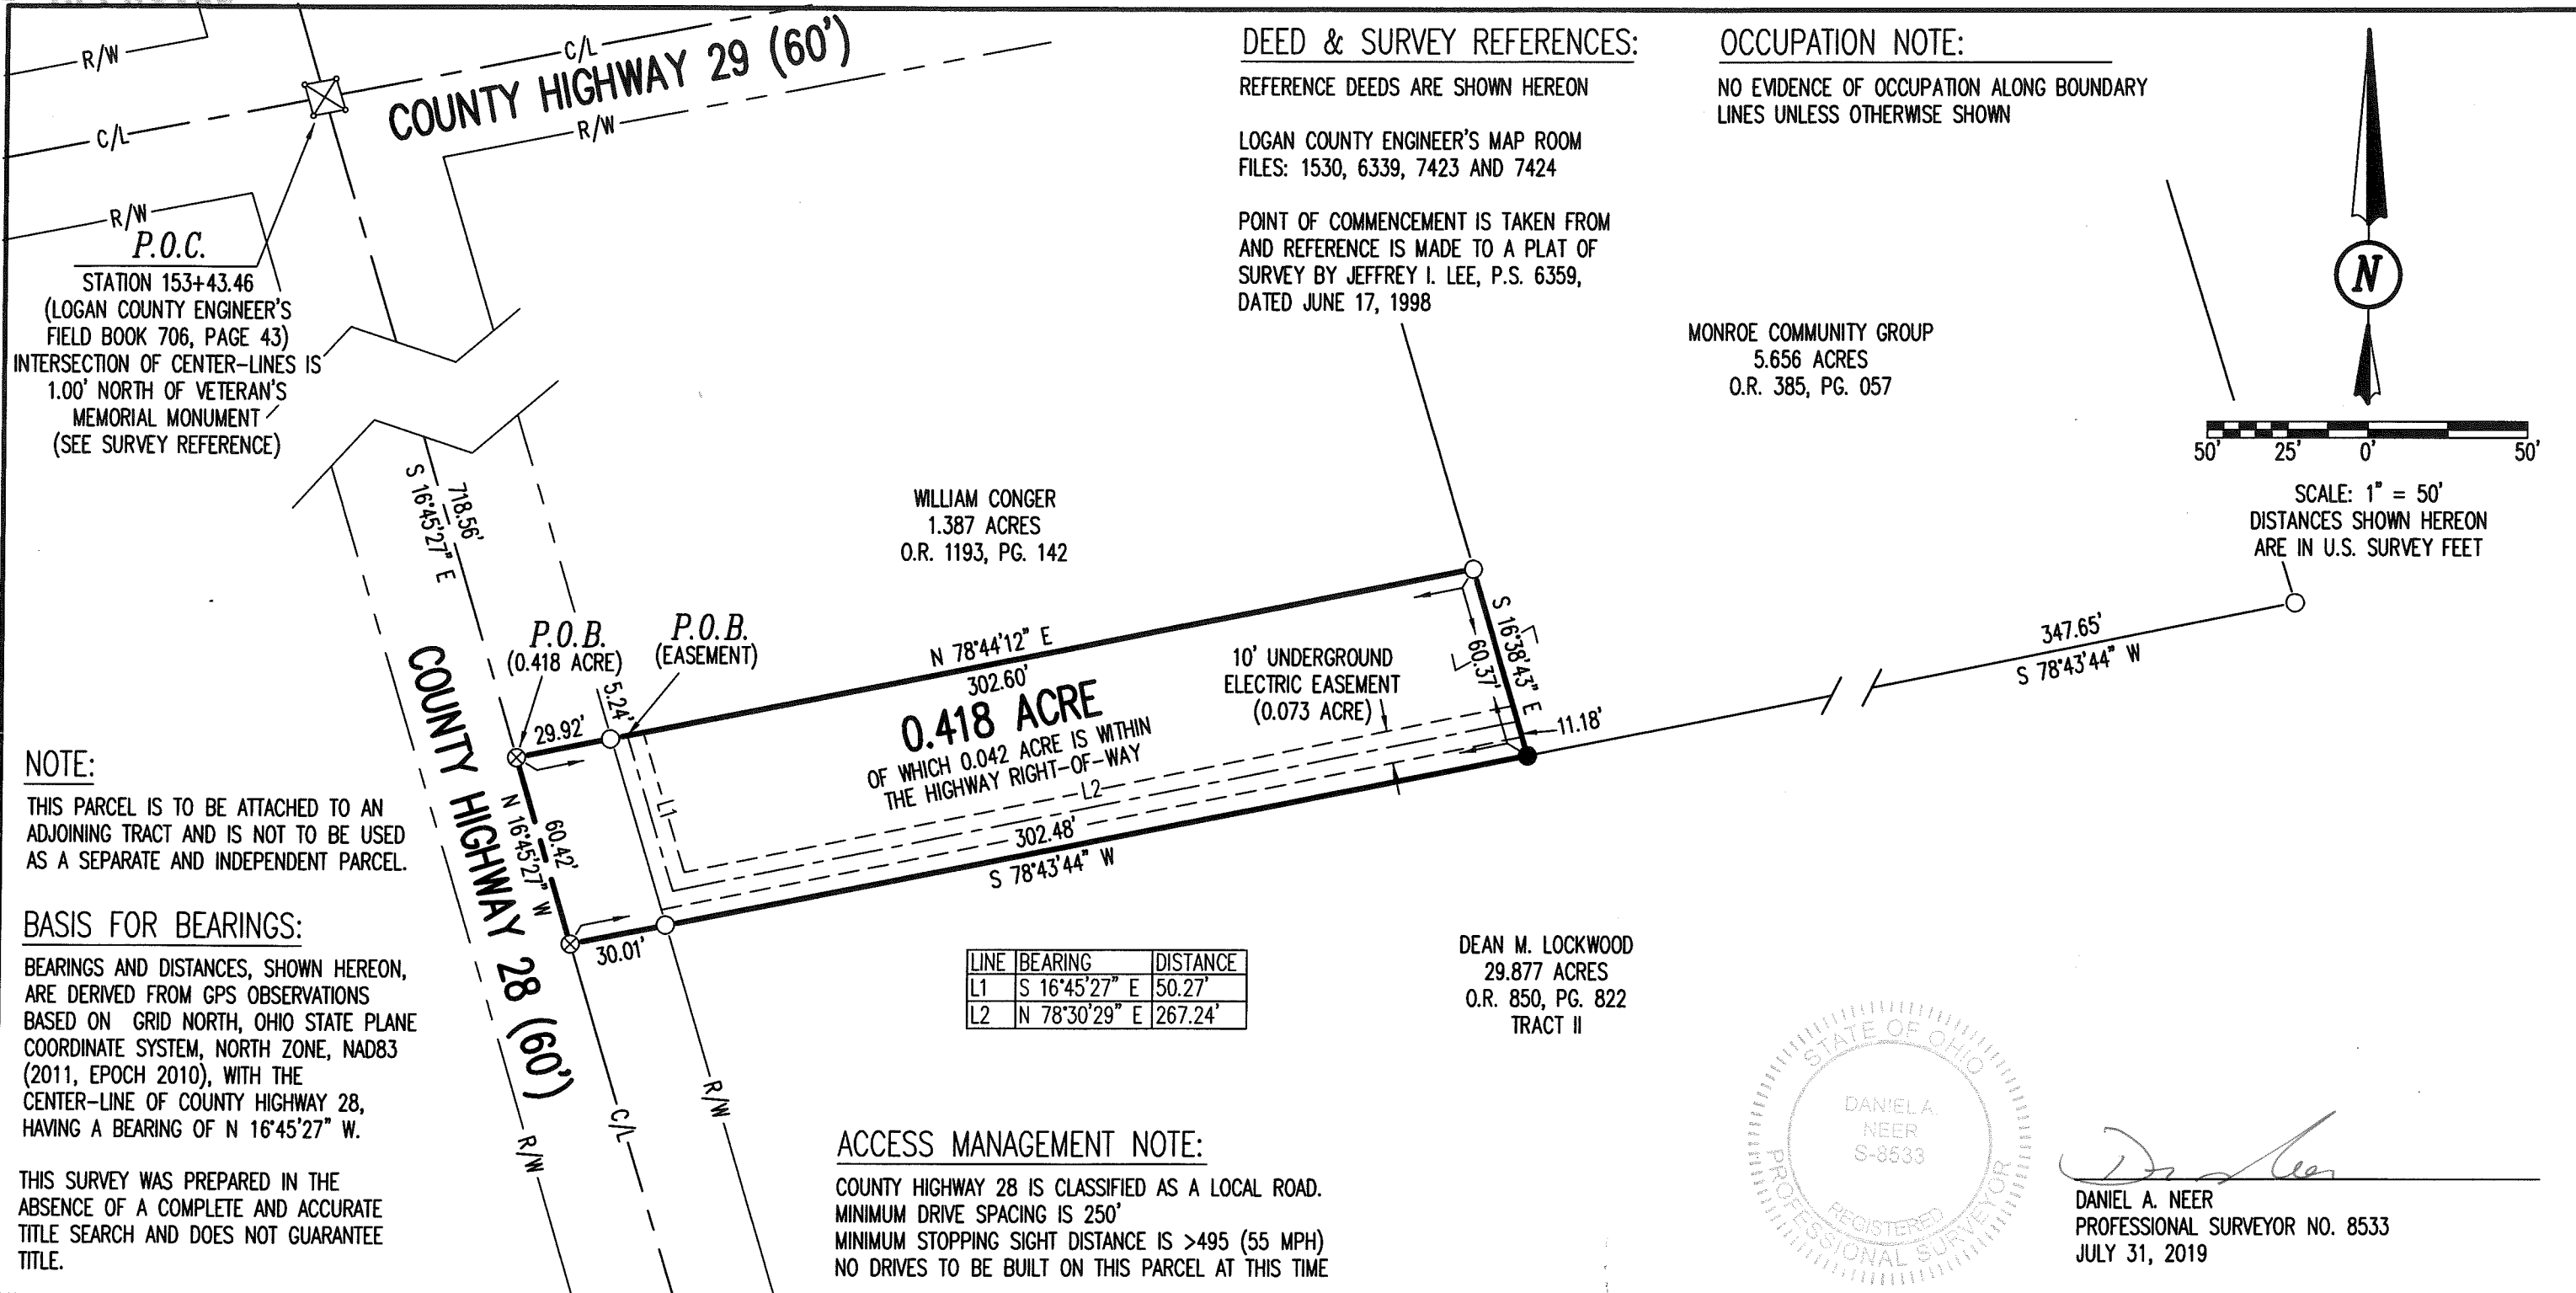 R/W
C/L
COUNTY HIGHWAY 29 (60')
R/W
C/L
R/W
P.O.C.
STATION 153+43.46
(LOGAN COUNTY ENGINEER'S
FIELD BOOK 706, PAGE 43)
INTERSECTION OF CENTER-LINES IS
1.00' NORTH OF VETERAN'S
MEMORIAL MONUMENT
(SEE SURVEY REFERENCE)
DEED & SURVEY REFERENCES:
REFERENCE DEEDS ARE SHOWN HEREON
LOGAN COUNTY ENGINEER'S MAP ROOM
FILES: 1530, 6339, 7423 AND 7424
POINT OF COMMENCEMENT IS TAKEN FROM
AND REFERENCE IS MADE TO A PLAT OF
SURVEY BY JEFFREY I. LEE, P.S. 6359,
DATED JUNE 17, 1998
OCCUPATION NOTE:
NO EVIDENCE OF OCCUPATION ALONG BOUNDARY
LINES UNLESS OTHERWISE SHOWN
N
MONROE COMMUNITY GROUP
5.656 ACRES
O.R. 385, PG. 057
50' 25' 0' 50'
SCALE: 1" = 50'
DISTANCES SHOWN HEREON
ARE IN U.S. SURVEY FEET
718.56'
S 16°45'27" E
WILLIAM CONGER
1.387 ACRES
O.R. 1193, PG. 142
P.O.B.
(0.418 ACRE)
P.O.B.
(EASEMENT)
29.92'
5.24'
N 78°44'12" E
302.60'
0.418 ACRE
OF WHICH 0.042 ACRE IS WITHIN
THE HIGHWAY RIGHT-OF-WAY
10' UNDERGROUND
ELECTRIC EASEMENT
(0.073 ACRE)
S 16°38'43" E
60.37'
11.18'
347.65'
S 78°43'44" W
L1
L2
302.48'
S 78°43'44" W
60.42'
N 16°45'27" W
30.01'
COUNTY HIGHWAY 28 (60')
R/W
C/L
R/W
NOTE:
THIS PARCEL IS TO BE ATTACHED TO AN
ADJOINING TRACT AND IS NOT TO BE USED
AS A SEPARATE AND INDEPENDENT PARCEL.
BASIS FOR BEARINGS:
BEARINGS AND DISTANCES, SHOWN HEREON,
ARE DERIVED FROM GPS OBSERVATIONS
BASED ON GRID NORTH, OHIO STATE PLANE
COORDINATE SYSTEM, NORTH ZONE, NAD83
(2011, EPOCH 2010), WITH THE
CENTER-LINE OF COUNTY HIGHWAY 28,
HAVING A BEARING OF N 16°45'27" W.
THIS SURVEY WAS PREPARED IN THE
ABSENCE OF A COMPLETE AND ACCURATE
TITLE SEARCH AND DOES NOT GUARANTEE
TITLE.
LINE BEARING DISTANCE
L1 S 16°45'27" E 50.27'
L2 N 78°30'29" E 267.24'
DEAN M. LOCKWOOD
29.877 ACRES
O.R. 850, PG. 822
TRACT II
ACCESS MANAGEMENT NOTE:
COUNTY HIGHWAY 28 IS CLASSIFIED AS A LOCAL ROAD.
MINIMUM DRIVE SPACING IS 250'
MINIMUM STOPPING SIGHT DISTANCE IS >495 (55 MPH)
NO DRIVES TO BE BUILT ON THIS PARCEL AT THIS TIME
STATE OF OHIO
DANIEL A.
NEER
S-8533
REGISTERED
PROFESSIONAL SURVEYOR
DANIEL A. NEER
PROFESSIONAL SURVEYOR NO. 8533
JULY 31, 2019